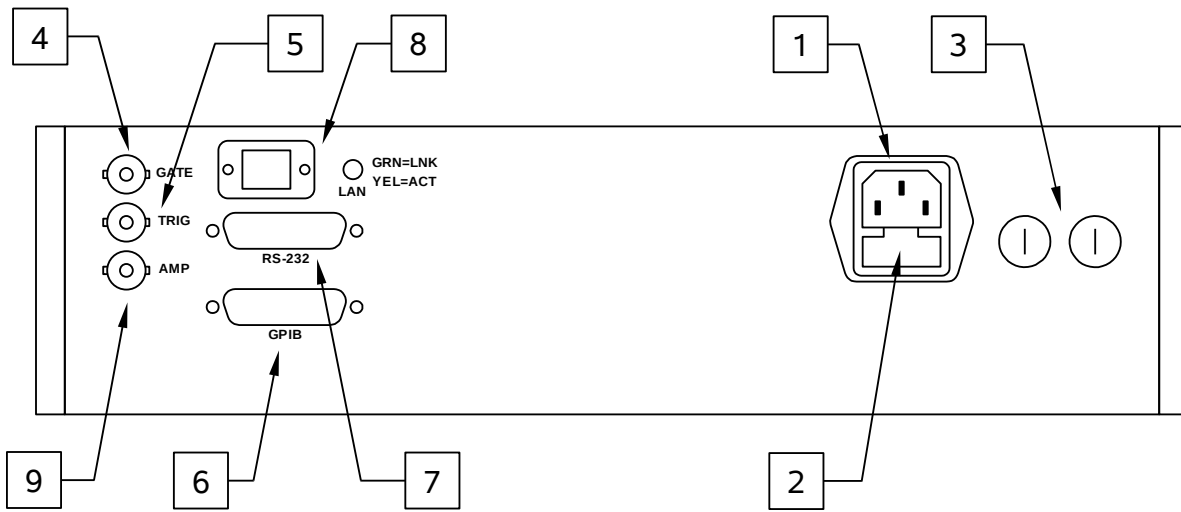 4
5
8
1
3
GATE
TRIG
AMP
GRN=LNK
LAN
YEL=ACT
RS-232
GPIB
9
6
7
2